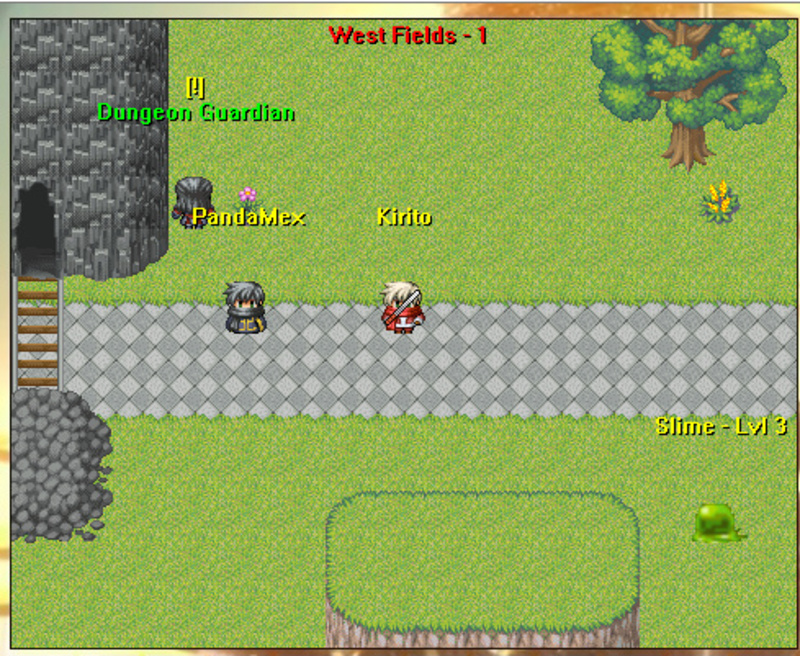 West Fields - 1
[!]
Dungeon Guardian
PandaMex
Kirito
Slime - Lvl 3